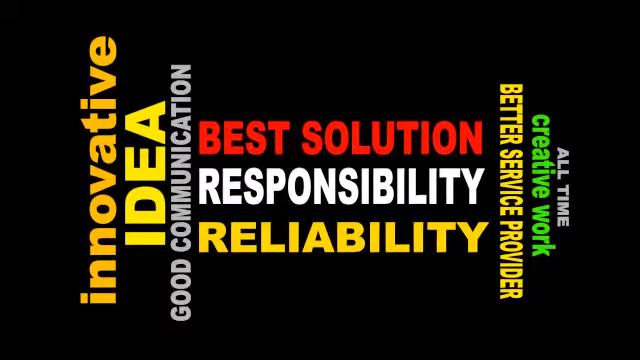 innovative
IDEA
GOOD COMMUNICATION
BEST SOLUTION
RESPONSIBILITY
RELIABILITY
BETTER SERVICE PROVIDER
creative work
ALL TIME